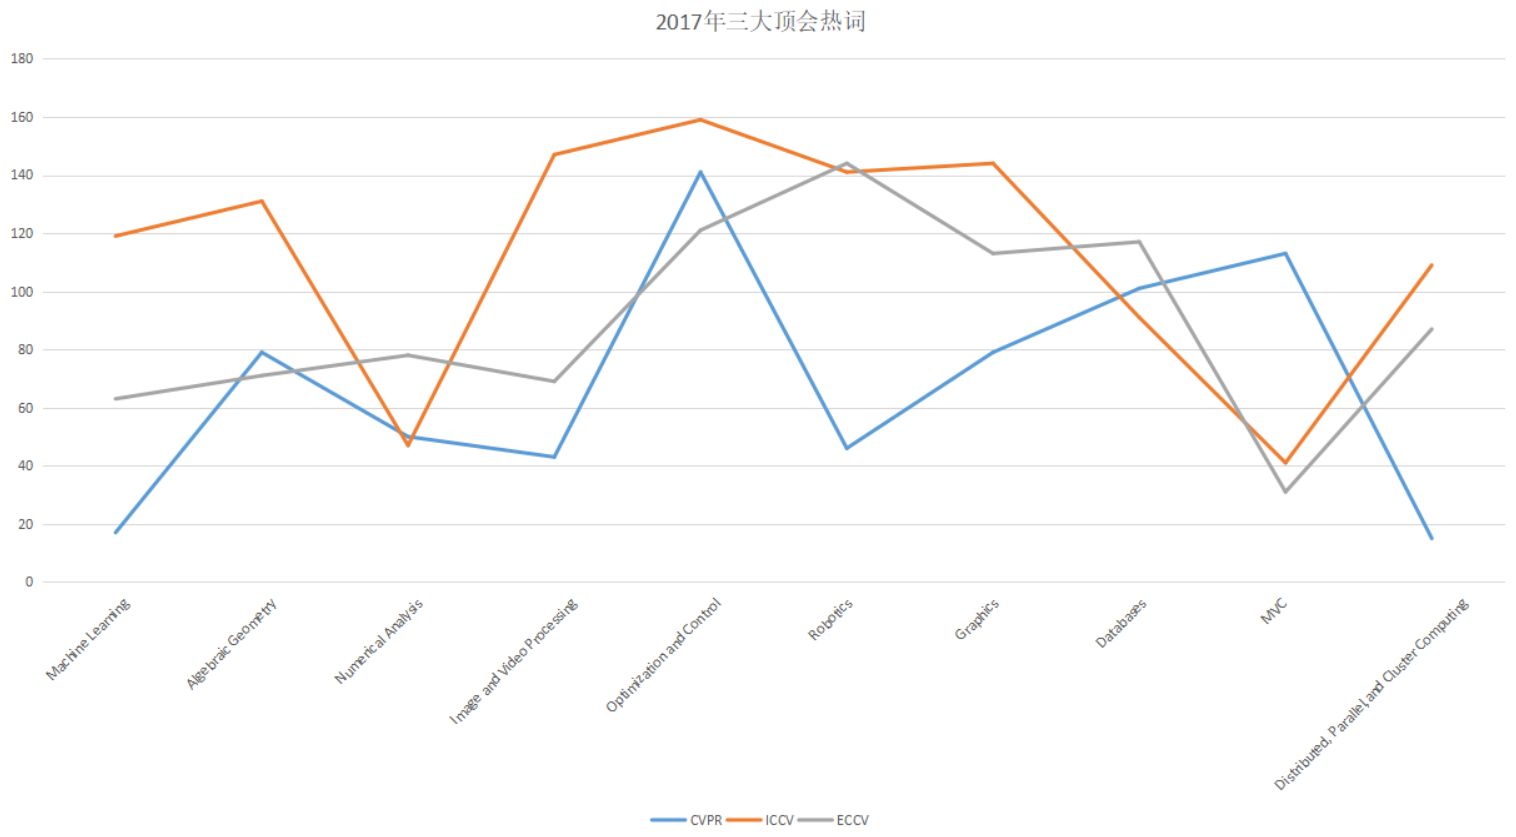 2017年三大顶会热词
180
160
140
120
100
80
60
40
20
0
Machine Learning
Algebraic Geometry
Numerical Analysis
Image and Video Processing
Optimization and Control
Robotics
Graphics
Databases
MVC
Distributed, Parallel,and Cluster Computing
CVPR ICCV ECCV